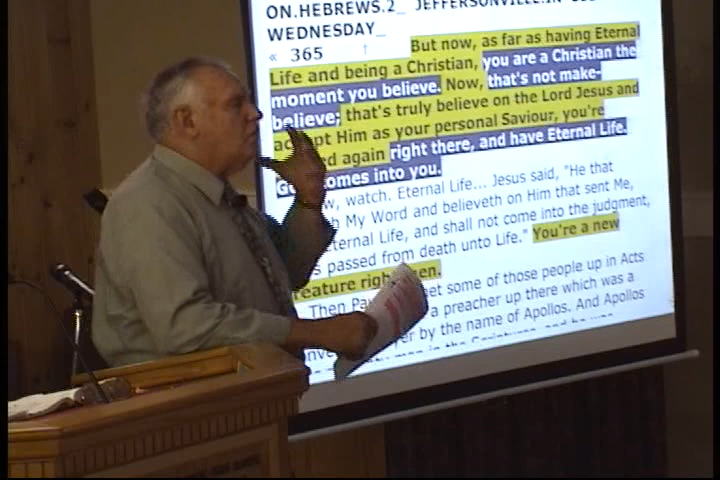 ON.HEBREWS.2_ JEFFERSONVILLE.IN
WEDNESDAY_
« 365 ↑ But now, as far as having Eternal
Life and being a Christian, you are a Christian the
moment you believe. Now, that's not make-
believe; that's truly believe on the Lord Jesus and
accept Him as your personal Saviour, you're
again right there, and have Eternal Life.
comes into you.
watch. Eternal Life... Jesus said, "He that
My Word and believeth on Him that sent Me,
Eternal Life, and shall not come into the judgment,
passed from death unto Life." You're a new
Then some of those people up in Acts
a preacher up there which was a
by the name of Apollos. And Apollos
in the